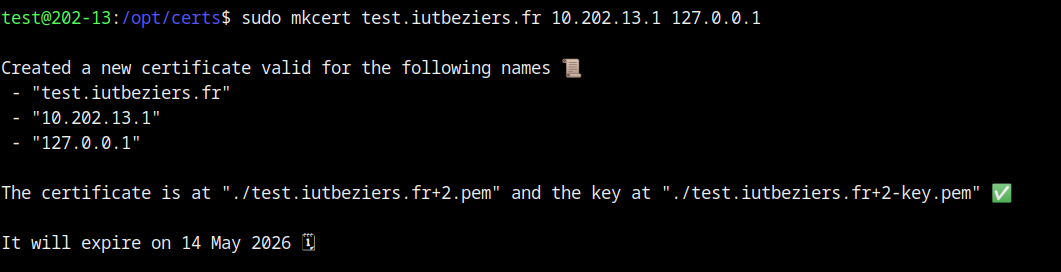 test@202-13:/opt/certs$ sudo mkcert test.iutbeziers.fr 10.202.13.1 127.0.0.1
Created a new certificate valid for the following names 📜
- "test.iutbeziers.fr"
- "10.202.13.1"
- "127.0.0.1"
The certificate is at "./test.iutbeziers.fr+2.pem" and the key at "./test.iutbeziers.fr+2-key.pem" ✅
It will expire on 14 May 2026 🗓